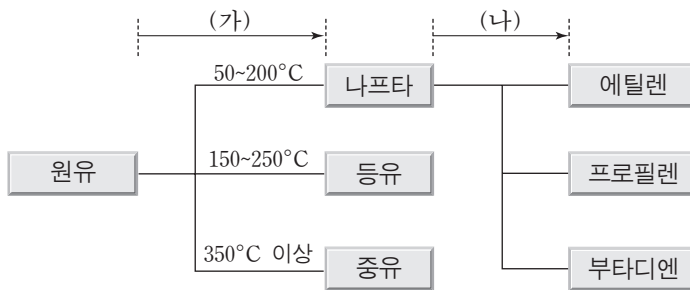 (가)
(나)
50~200°C
나프타
에틸렌
원유
150~250°C
등유
프로필렌
350°C 이상
중유
부타디엔